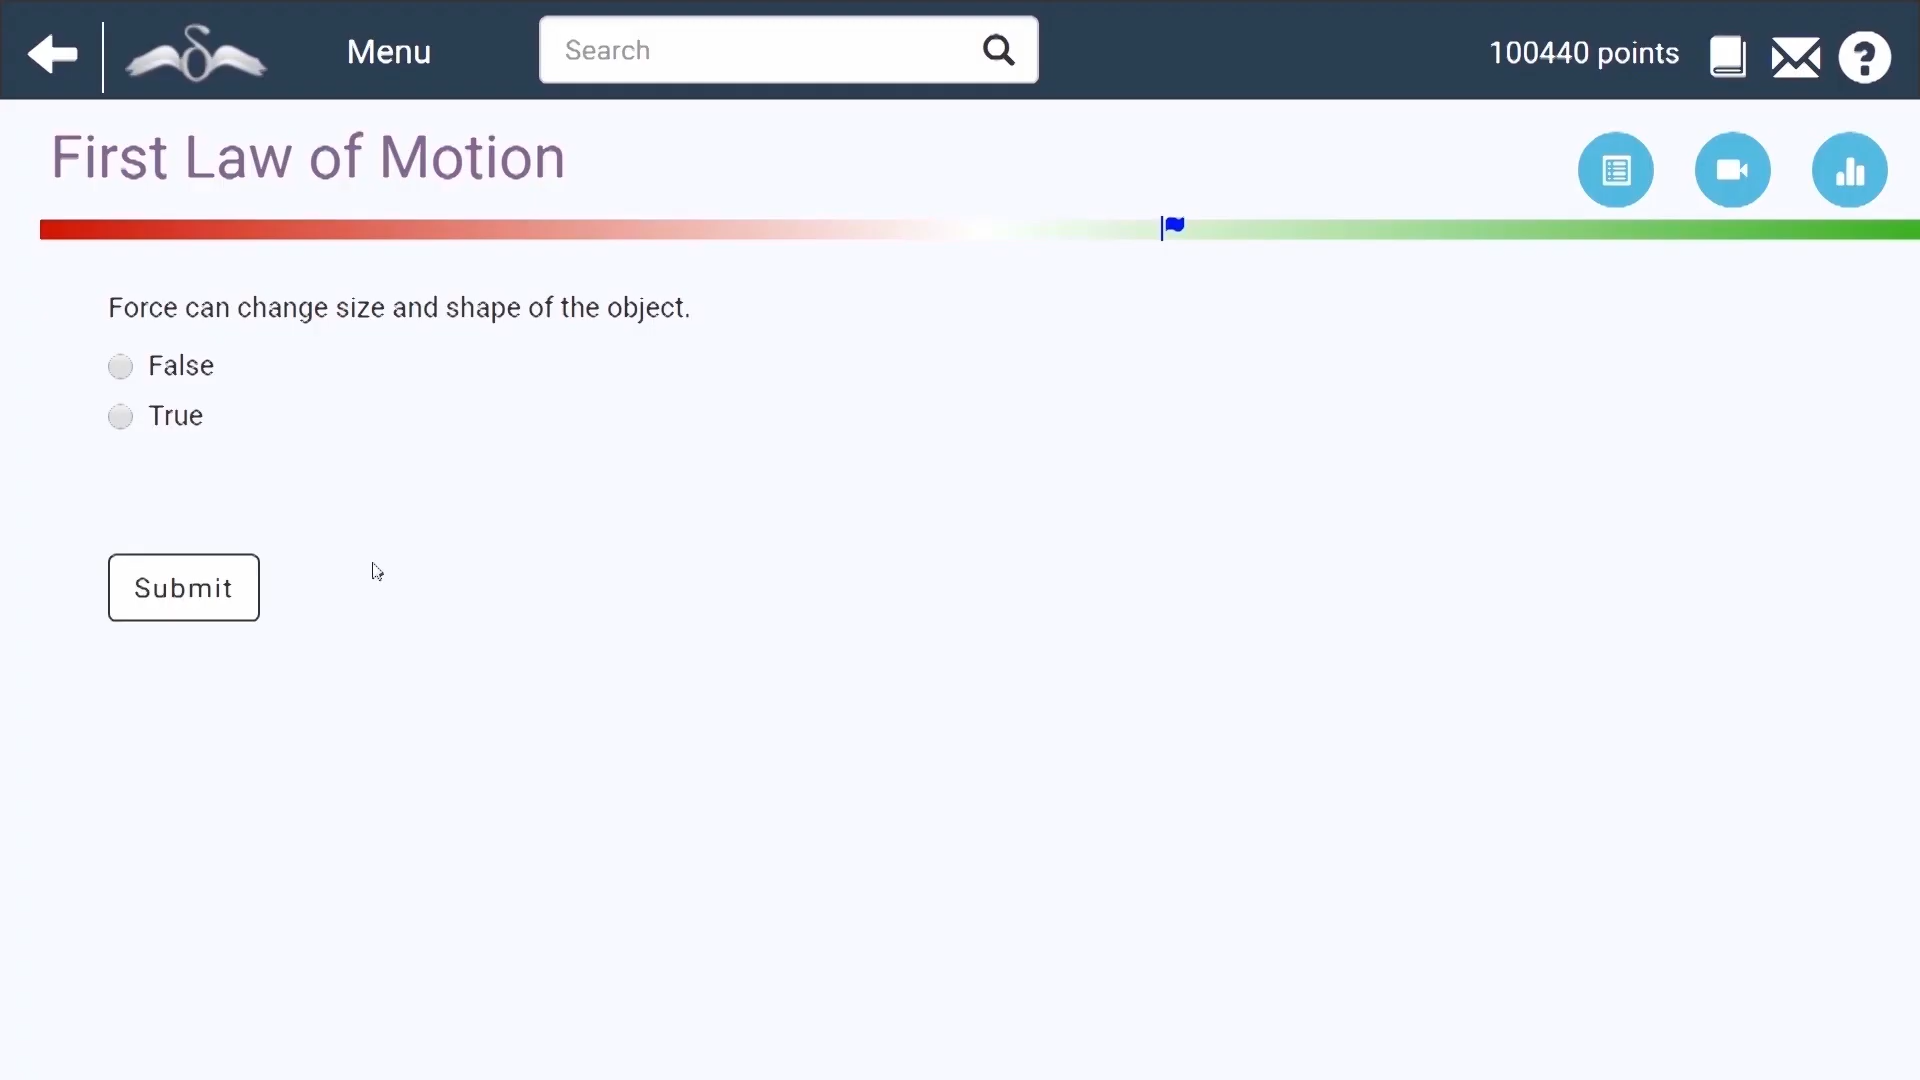 Menu
Search
100440 points
?
First Law of Motion
Force can change size and shape of the object.
False
True
Submit